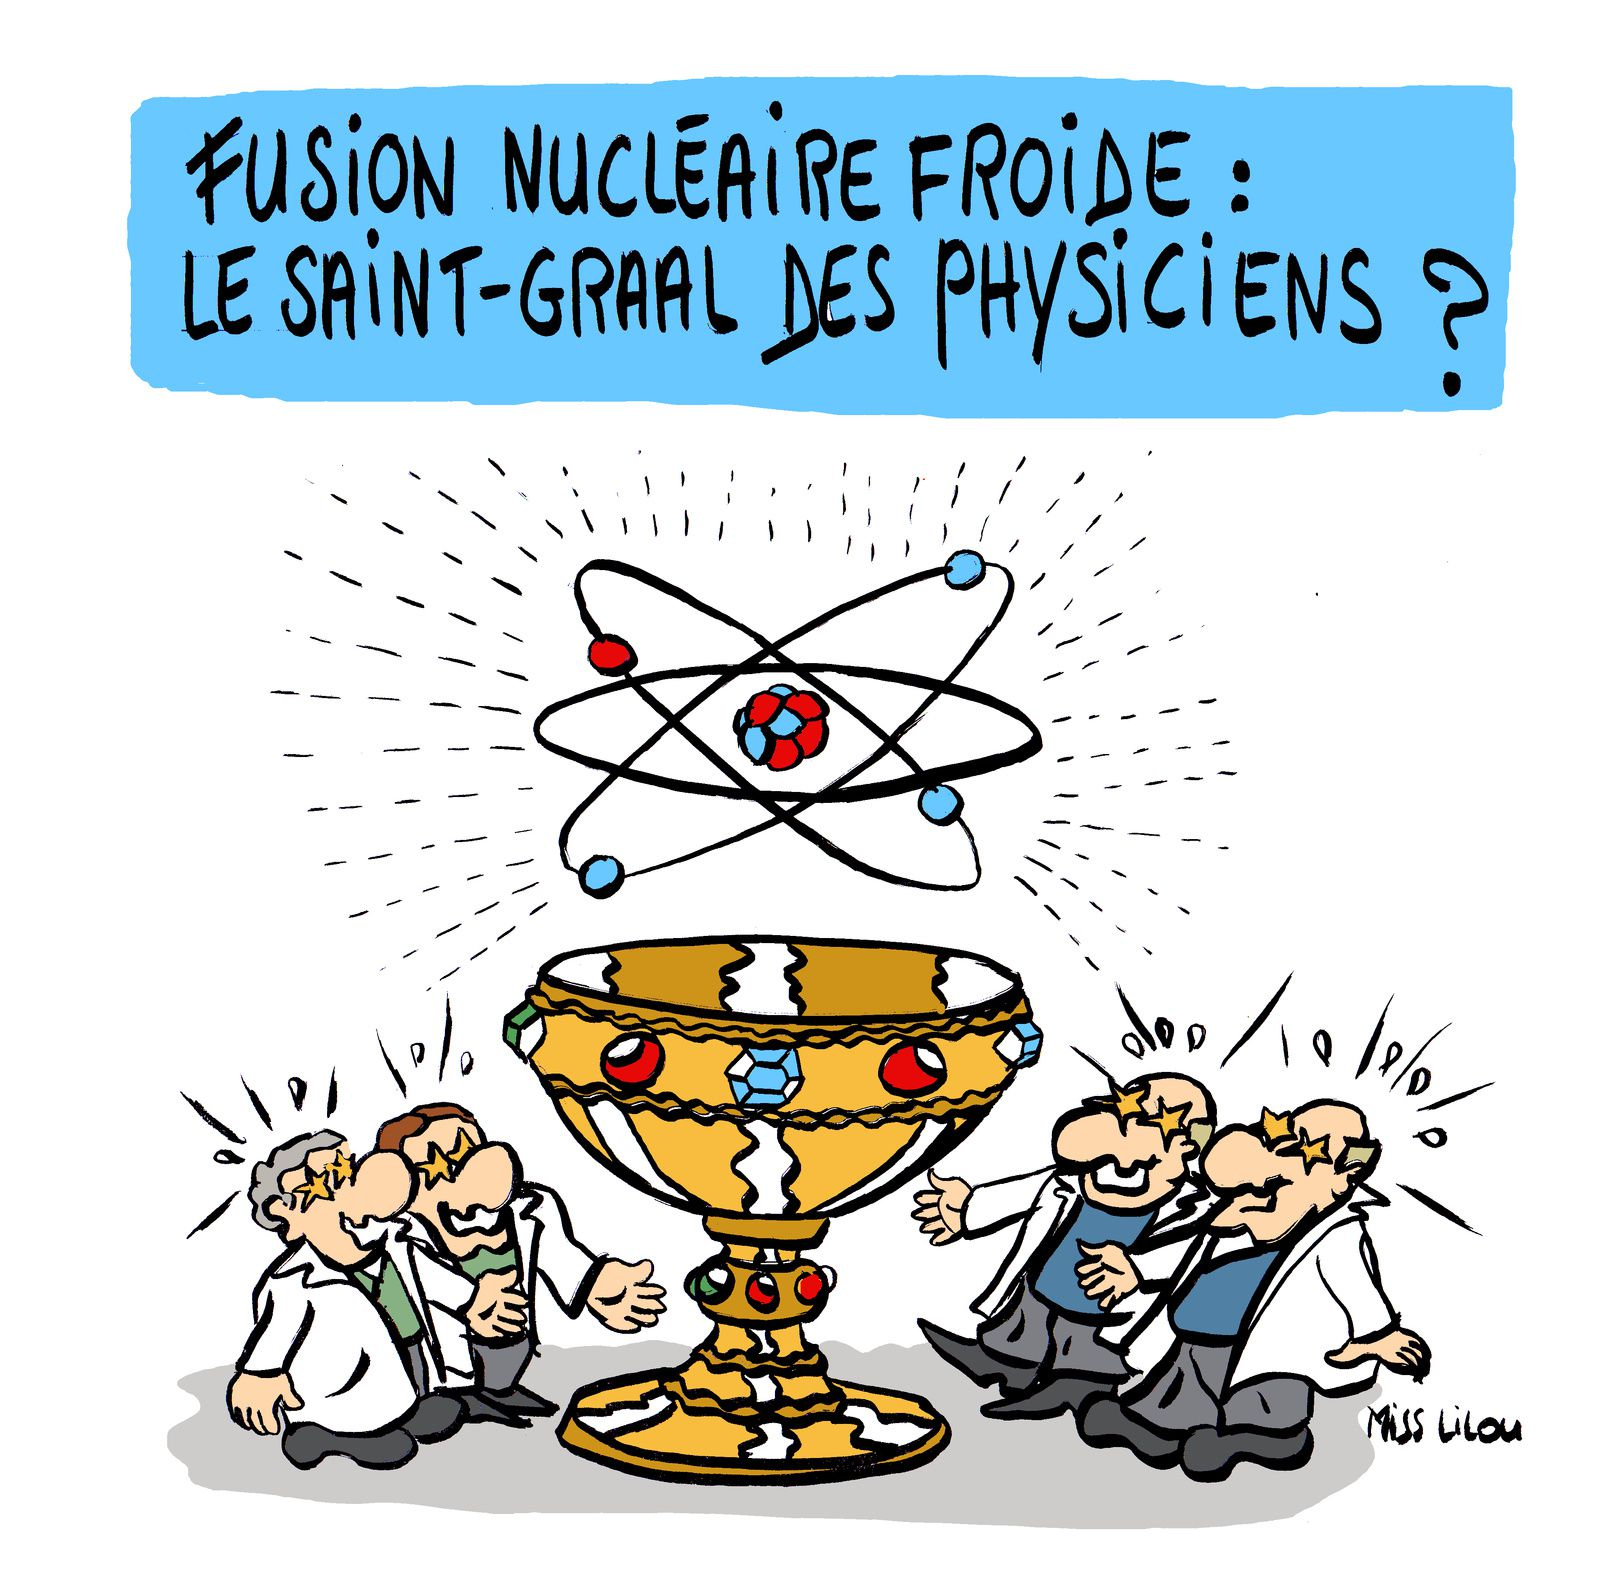 FUSION NUCLÉAIRE FROIDE :
LE SAINT-GRAAL DES PHYSICIENS ?
MISS LILOU